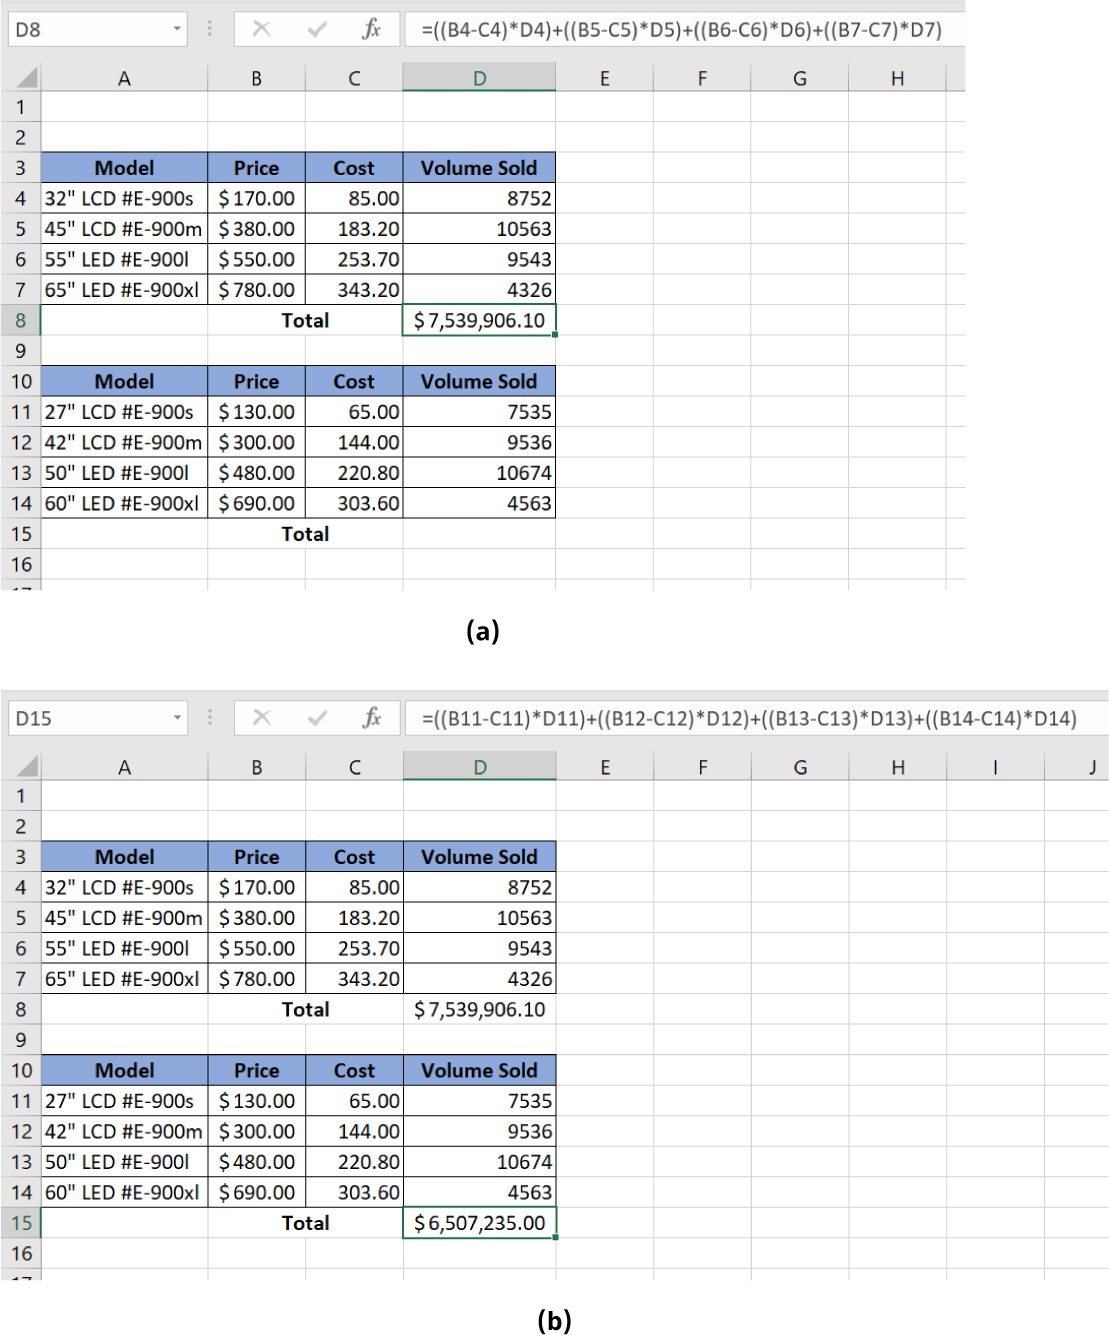 D8 fx =((B4-C4)*D4)+((B5-C5)*D5)+((B6-C6)*D6)+((B7-C7)*D7)
A B C D E F G H
1
2
3 Model Price Cost Volume Sold
4 32" LCD #E-900s $170.00 85.00 8752
5 45" LCD #E-900m $380.00 183.20 10563
6 55" LED #E-900l $550.00 253.70 9543
7 65" LED #E-900xl $780.00 343.20 4326
8 Total $7,539,906.10
9
10 Model Price Cost Volume Sold
11 27" LCD #E-900s $130.00 65.00 7535
12 42" LCD #E-900m $300.00 144.00 9536
13 50" LED #E-900l $480.00 220.80 10674
14 60" LED #E-900xl $690.00 303.60 4563
15 Total
16
(a)
D15 fx =((B11-C11)*D11)+((B12-C12)*D12)+((B13-C13)*D13)+((B14-C14)*D14)
A B C D E F G H I J
1
2
3 Model Price Cost Volume Sold
4 32" LCD #E-900s $170.00 85.00 8752
5 45" LCD #E-900m $380.00 183.20 10563
6 55" LED #E-900l $550.00 253.70 9543
7 65" LED #E-900xl $780.00 343.20 4326
8 Total $7,539,906.10
9
10 Model Price Cost Volume Sold
11 27" LCD #E-900s $130.00 65.00 7535
12 42" LCD #E-900m $300.00 144.00 9536
13 50" LED #E-900l $480.00 220.80 10674
14 60" LED #E-900xl $690.00 303.60 4563
15 Total $6,507,235.00
16
(b)